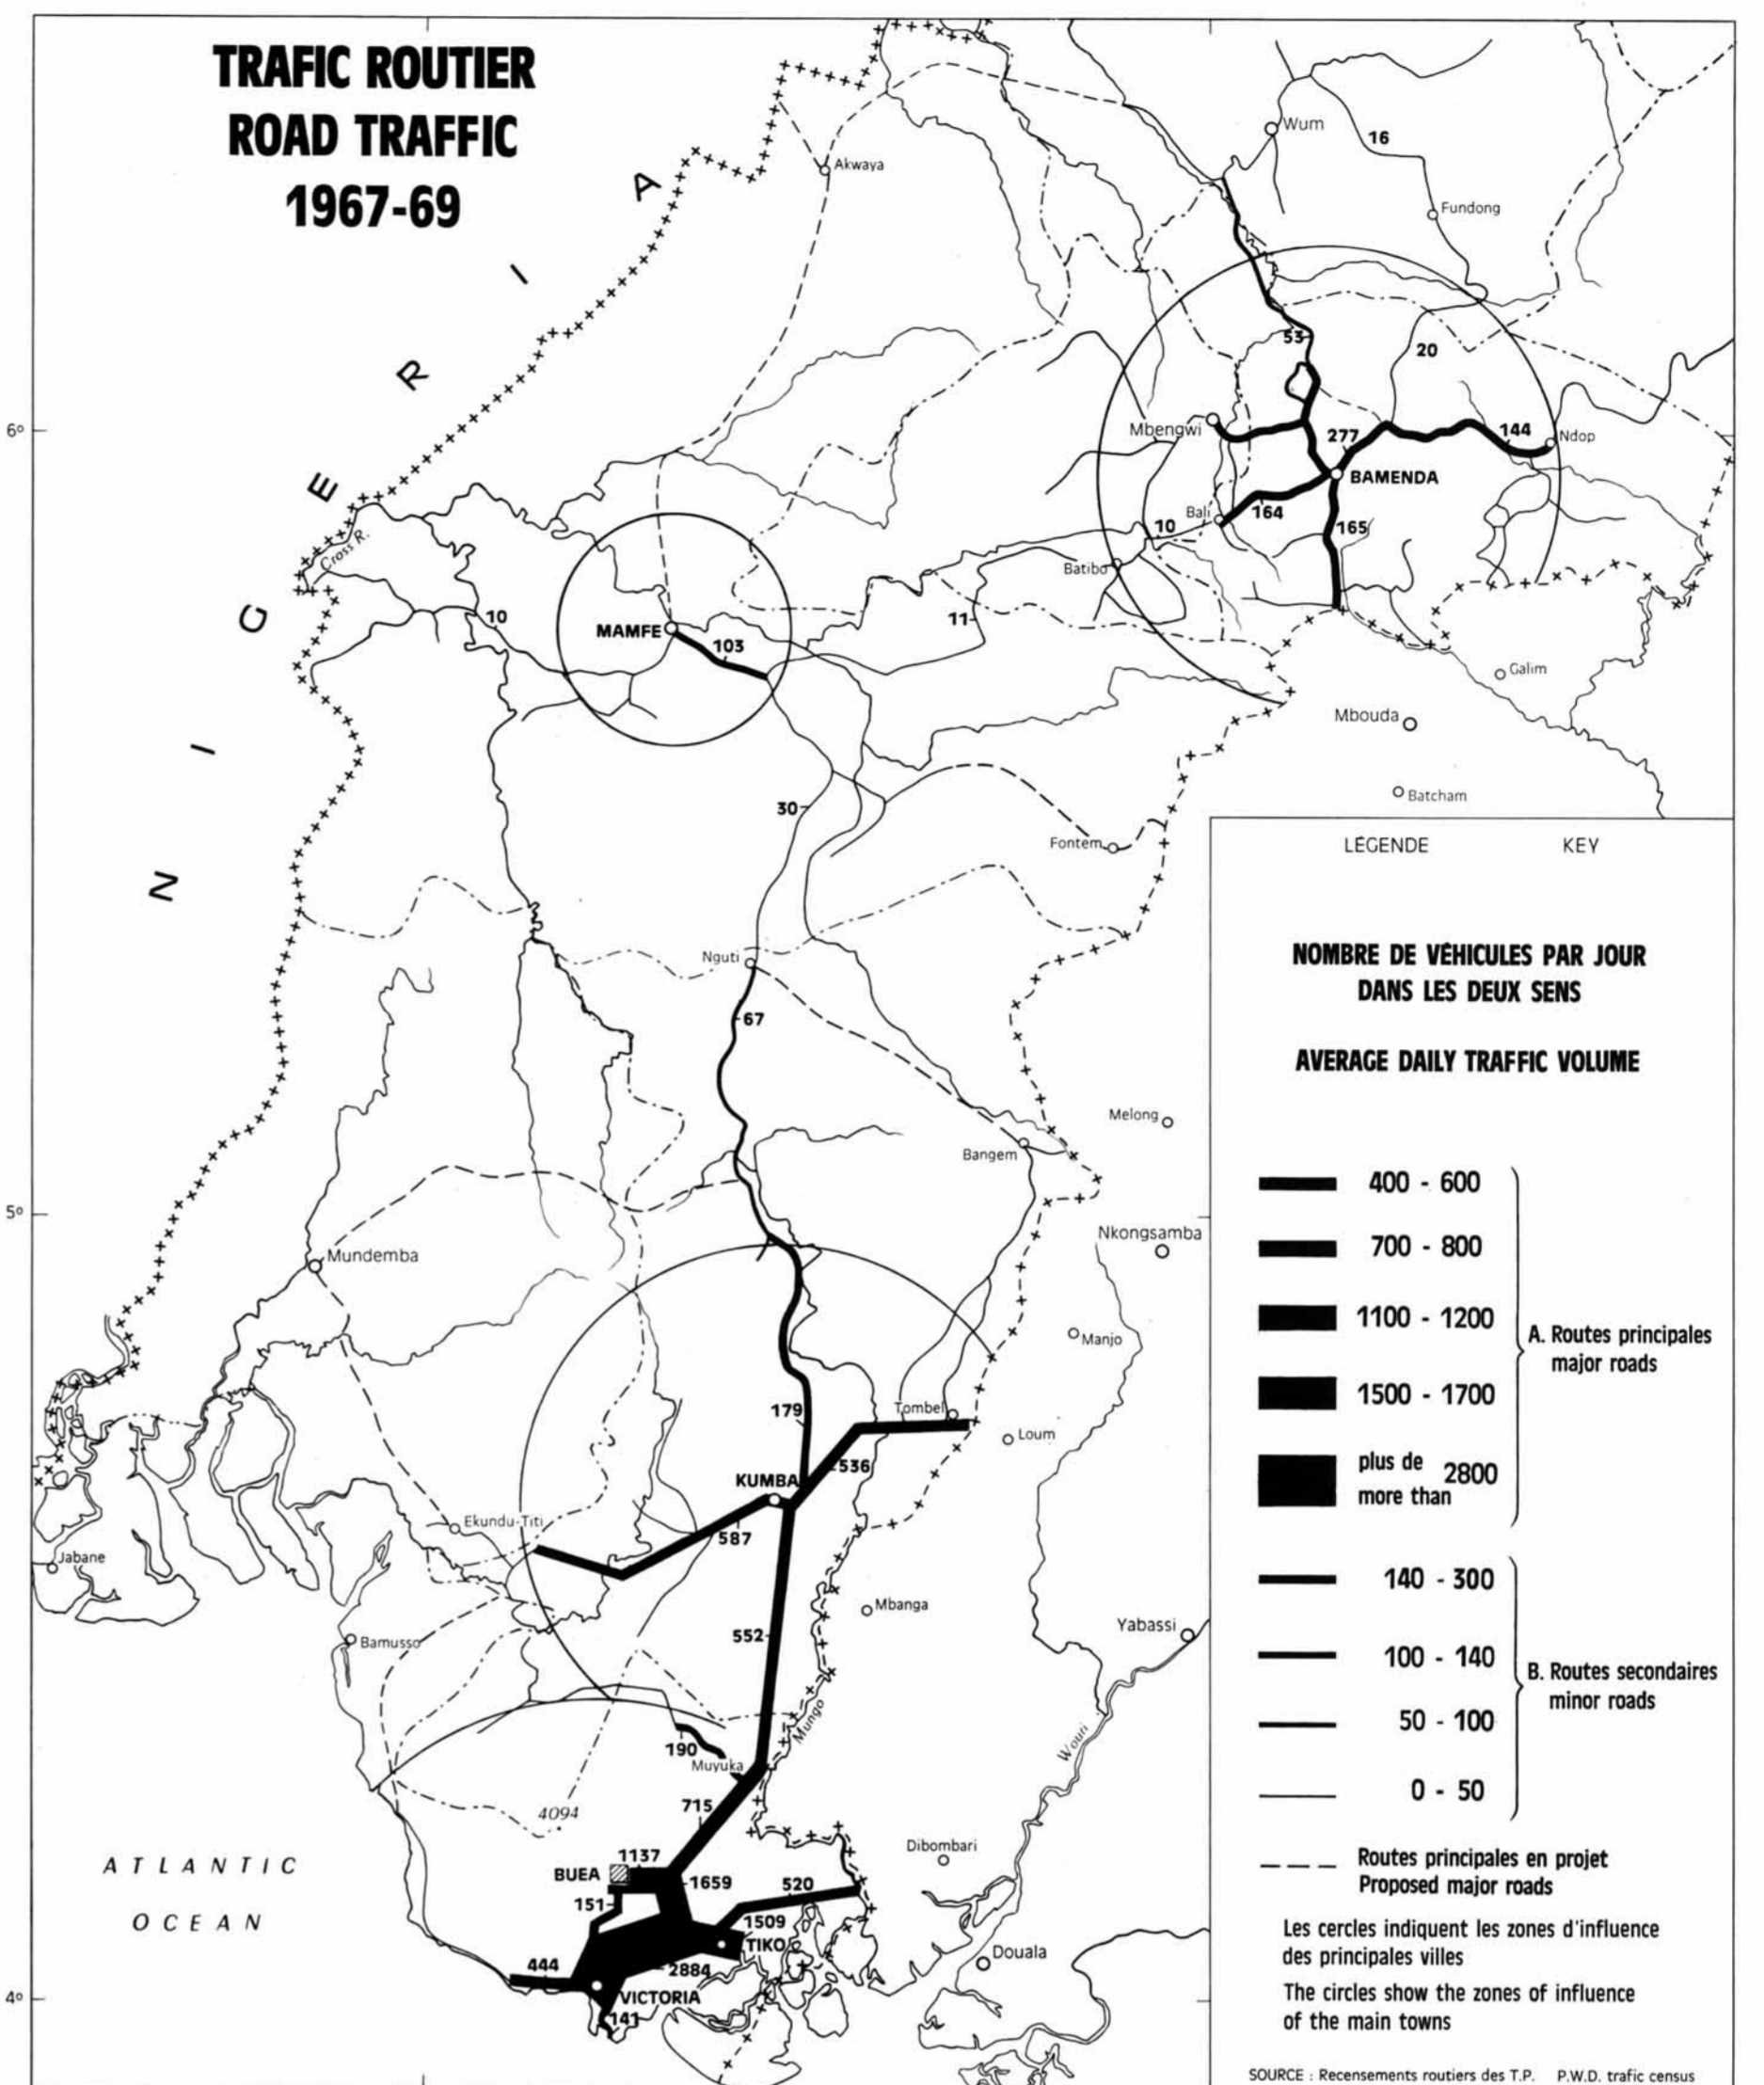 TRAFIC ROUTIER
ROAD TRAFFIC
1967-69
NIGERIA
Akwaya
Wum
16
Fundong
53
20
6°
Mbengwi
277
144
Ndop
BAMENDA
Bali
164
165
10
Batibo
Cross R.
10
MAMFE
103
11
Galim
Mbouda
30
Batcham
Fontem
Nguti
67
Melong
Bangem
5°
Nkongsamba
Mundemba
Manjo
179
Tombel
Loum
KUMBA
536
Ekundu-Titi
587
Jabane
Mbanga
552
Yabassi
Bamusso
Mungo
Wouri
190
Muyuka
4094
715
Dibombari
ATLANTIC
OCEAN
1137
BUEA
1659
520
151
1509
TIKO
Douala
444
2884
4°
VICTORIA
141
LÉGENDE KEY
NOMBRE DE VÉHICULES PAR JOUR
DANS LES DEUX SENS
AVERAGE DAILY TRAFFIC VOLUME
400 - 600
700 - 800
1100 - 1200
A. Routes principales
major roads
1500 - 1700
plus de
more than 2800
140 - 300
100 - 140
B. Routes secondaires
minor roads
50 - 100
0 - 50
Routes principales en projet
Proposed major roads
Les cercles indiquent les zones d'influence
des principales villes
The circles show the zones of influence
of the main towns
SOURCE : Recensements routiers des T.P. P.W.D. trafic census